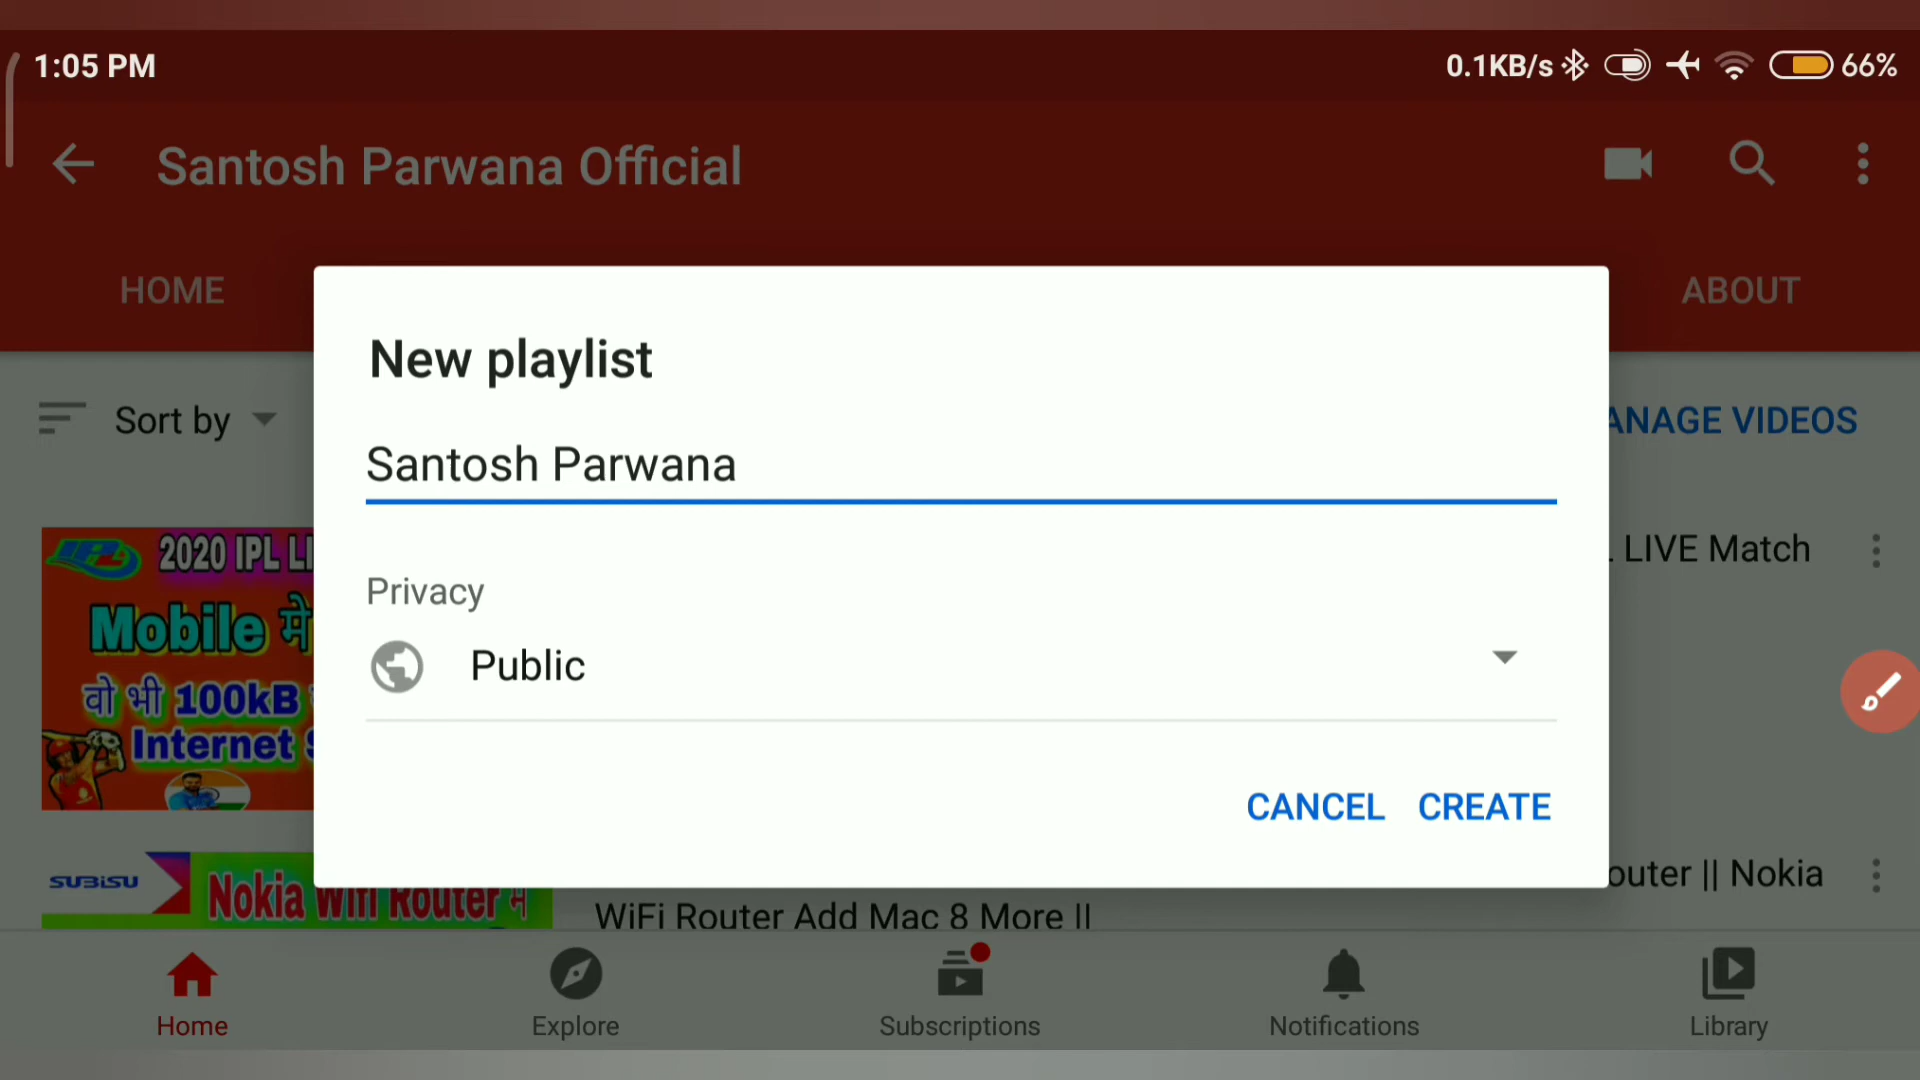 1:05 PM
0.1KB/s
66%
Santosh Parwana Official
HOME
ABOUT
New playlist
Sort by
ANAGE VIDEOS
Santosh Parwana
2020 IPL LI
LIVE Match
Mobile में
Privacy
Public
वो भी 100kB
Internet
CANCEL CREATE
SUBISU
Nokia Wifi Router में
outer || Nokia
WiFi Router Add Mac 8 More ||
Home
Explore
Subscriptions
Notifications
Library